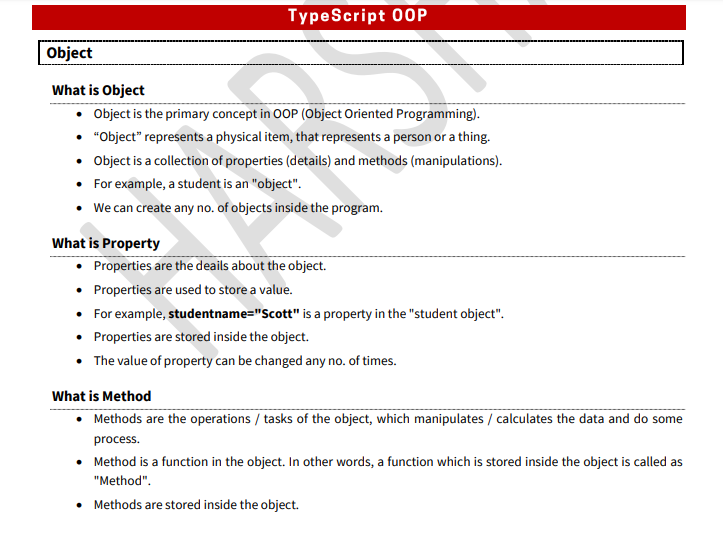 TypeScript OOP
Object
What is Object
• Object is the primary concept in OOP (Object Oriented Programming).
• “Object” represents a physical item, that represents a person or a thing.
• Object is a collection of properties (details) and methods (manipulations).
• For example, a student is an "object".
• We can create any no. of objects inside the program.
What is Property
• Properties are the deails about the object.
• Properties are used to store a value.
• For example, studentname="Scott" is a property in the "student object".
• Properties are stored inside the object.
• The value of property can be changed any no. of times.
What is Method
• Methods are the operations / tasks of the object, which manipulates / calculates the data and do some
process.
• Method is a function in the object. In other words, a function which is stored inside the object is called as
"Method".
• Methods are stored inside the object.